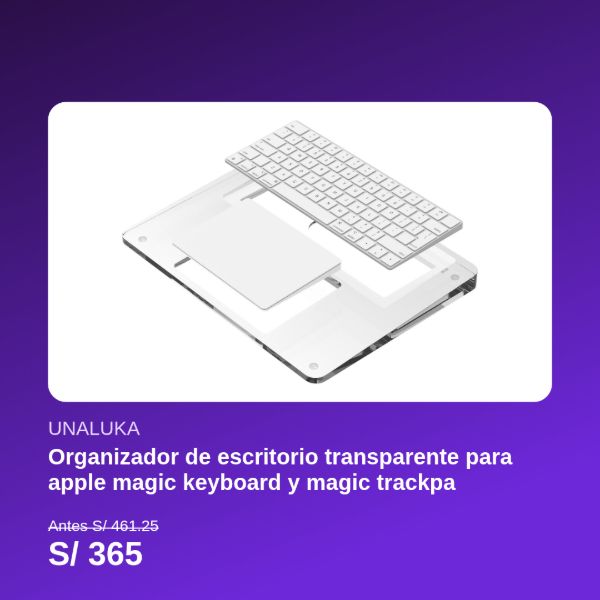 UNALUKA
Organizador de escritorio transparente para
apple magic keyboard y magic trackpa
Antes S/ 461.25
S/ 365